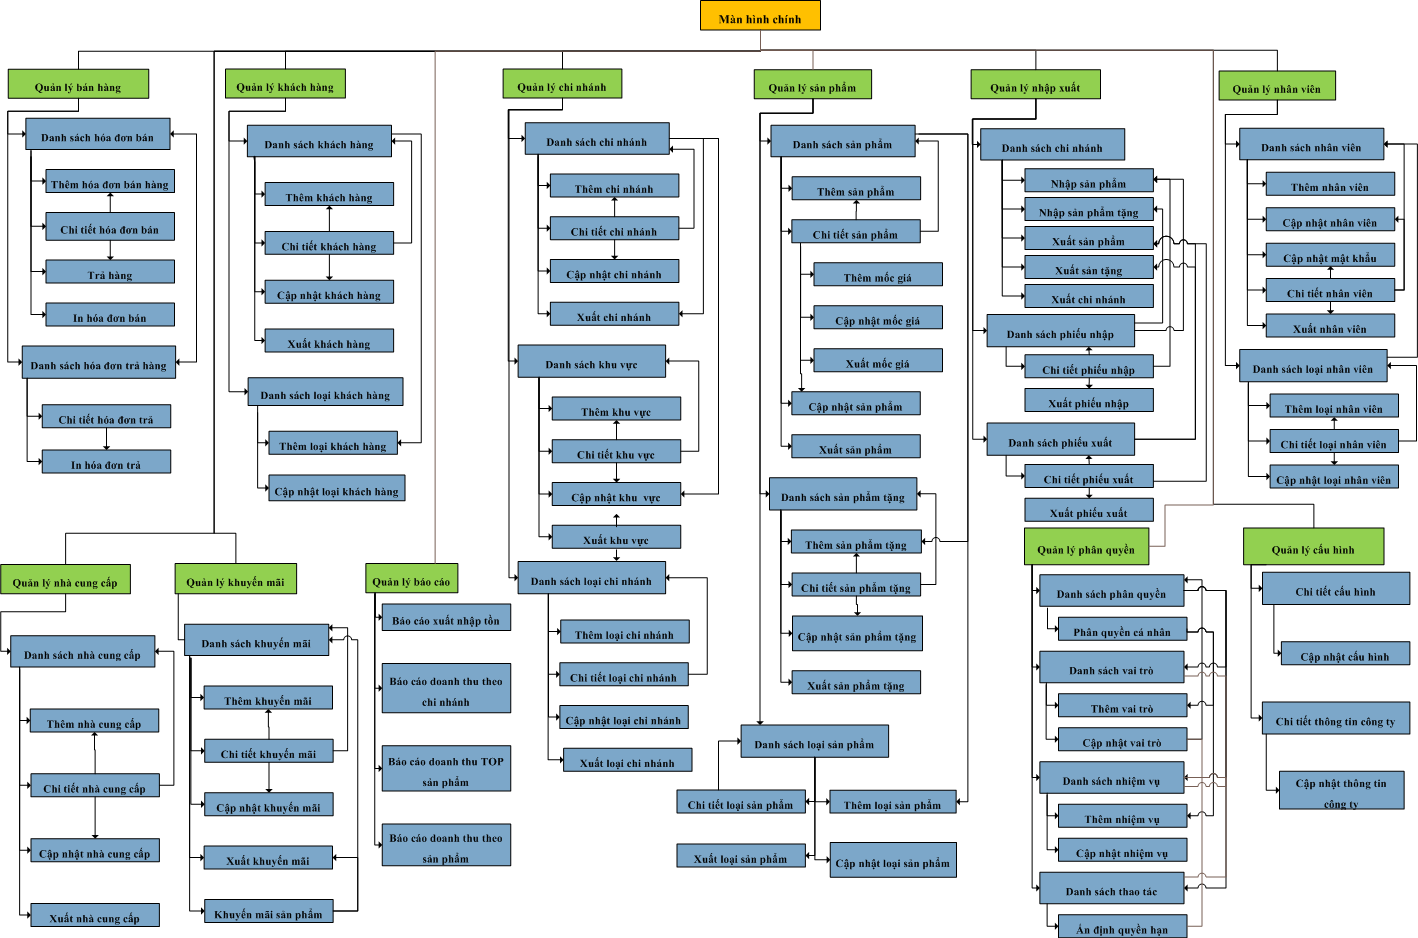 Màn hình chính
Quản lý bán hàng
Danh sách hóa đơn bán
Thêm hóa đơn bán hàng
Chi tiết hóa đơn bán
Trả hàng
In hóa đơn bán
Danh sách hóa đơn trả hàng
Chi tiết hóa đơn trả
In hóa đơn trả
Quản lý khách hàng
Danh sách khách hàng
Thêm khách hàng
Chi tiết khách hàng
Cập nhật khách hàng
Xuất khách hàng
Danh sách loại khách hàng
Thêm loại khách hàng
Cập nhật loại khách hàng
Quản lý chi nhánh
Danh sách chi nhánh
Thêm chi nhánh
Chi tiết chi nhánh
Cập nhật chi nhánh
Xuất chi nhánh
Danh sách khu vực
Thêm khu vực
Chi tiết khu vực
Cập nhật khu vực
Xuất khu vực
Danh sách loại chi nhánh
Thêm loại chi nhánh
Chi tiết loại chi nhánh
Cập nhật loại chi nhánh
Xuất loại chi nhánh
Quản lý sản phẩm
Danh sách sản phẩm
Thêm sản phẩm
Chi tiết sản phẩm
Thêm mốc giá
Cập nhật mốc giá
Xuất mốc giá
Cập nhật sản phẩm
Xuất sản phẩm
Danh sách sản phẩm tặng
Thêm sản phẩm tặng
Chi tiết sản phẩm tặng
Cập nhật sản phẩm tặng
Xuất sản phẩm tặng
Danh sách loại sản phẩm
Chi tiết loại sản phẩm
Thêm loại sản phẩm
Xuất loại sản phẩm
Cập nhật loại sản phẩm
Quản lý nhập xuất
Danh sách chi nhánh
Nhập sản phẩm
Nhập sản phẩm tặng
Xuất sản phẩm
Xuất sản tặng
Xuất chi nhánh
Danh sách phiếu nhập
Chi tiết phiếu nhập
Xuất phiếu nhập
Danh sách phiếu xuất
Chi tiết phiếu xuất
Xuất phiếu xuất
Quản lý nhân viên
Danh sách nhân viên
Thêm nhân viên
Cập nhật nhân viên
Cập nhật mật khẩu
Chi tiết nhân viên
Xuất nhân viên
Danh sách loại nhân viên
Thêm loại nhân viên
Chi tiết loại nhân viên
Cập nhật loại nhân viên
Quản lý nhà cung cấp
Danh sách nhà cung cấp
Thêm nhà cung cấp
Chi tiết nhà cung cấp
Cập nhật nhà cung cấp
Xuất nhà cung cấp
Quản lý khuyến mãi
Danh sách khuyến mãi
Thêm khuyến mãi
Chi tiết khuyến mãi
Cập nhật khuyến mãi
Xuất khuyến mãi
Khuyến mãi sản phẩm
Quản lý báo cáo
Báo cáo xuất nhập tồn
Báo cáo doanh thu theo
chi nhánh
Báo cáo doanh thu TOP
sản phẩm
Báo cáo doanh thu theo
sản phẩm
Quản lý phân quyền
Danh sách phân quyền
Phân quyền cá nhân
Danh sách vai trò
Thêm vai trò
Cập nhật vai trò
Danh sách nhiệm vụ
Thêm nhiệm vụ
Cập nhật nhiệm vụ
Danh sách thao tác
Ấn định quyền hạn
Quản lý cấu hình
Chi tiết cấu hình
Cập nhật cấu hình
Chi tiết thông tin công ty
Cập nhật thông tin
công ty